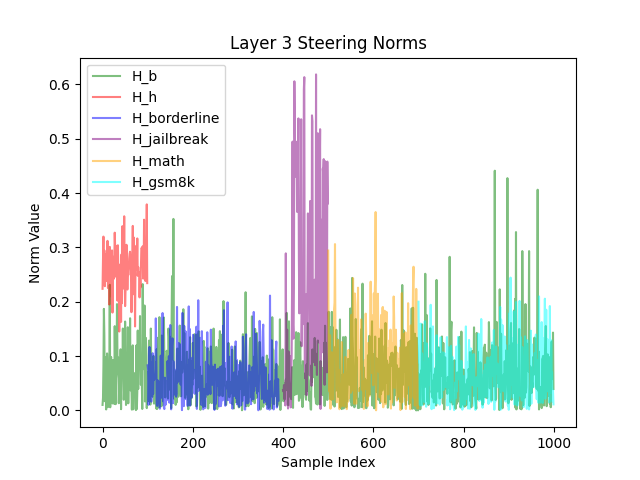 Layer 3 Steering Norms
H_b
H_h
H_borderline
H_jailbreak
H_math
H_gsm8k
Norm Value
0.6
0.5
0.4
0.3
0.2
0.1
0.0
0 200 400 600 800 1000
Sample Index